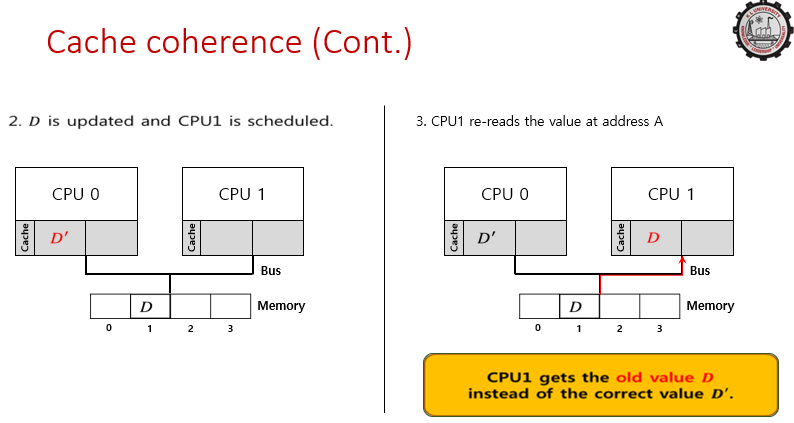 Cache coherence (Cont.)
2. D is updated and CPU1 is scheduled.
CPU 0
CPU 1
Cache
D′
Cache
Bus
D
Memory
0 1 2 3
3. CPU1 re-reads the value at address A
CPU 0
CPU 1
Cache
D′
Cache
D
Bus
D
Memory
0 1 2 3
CPU1 gets the old value D
instead of the correct value D′.